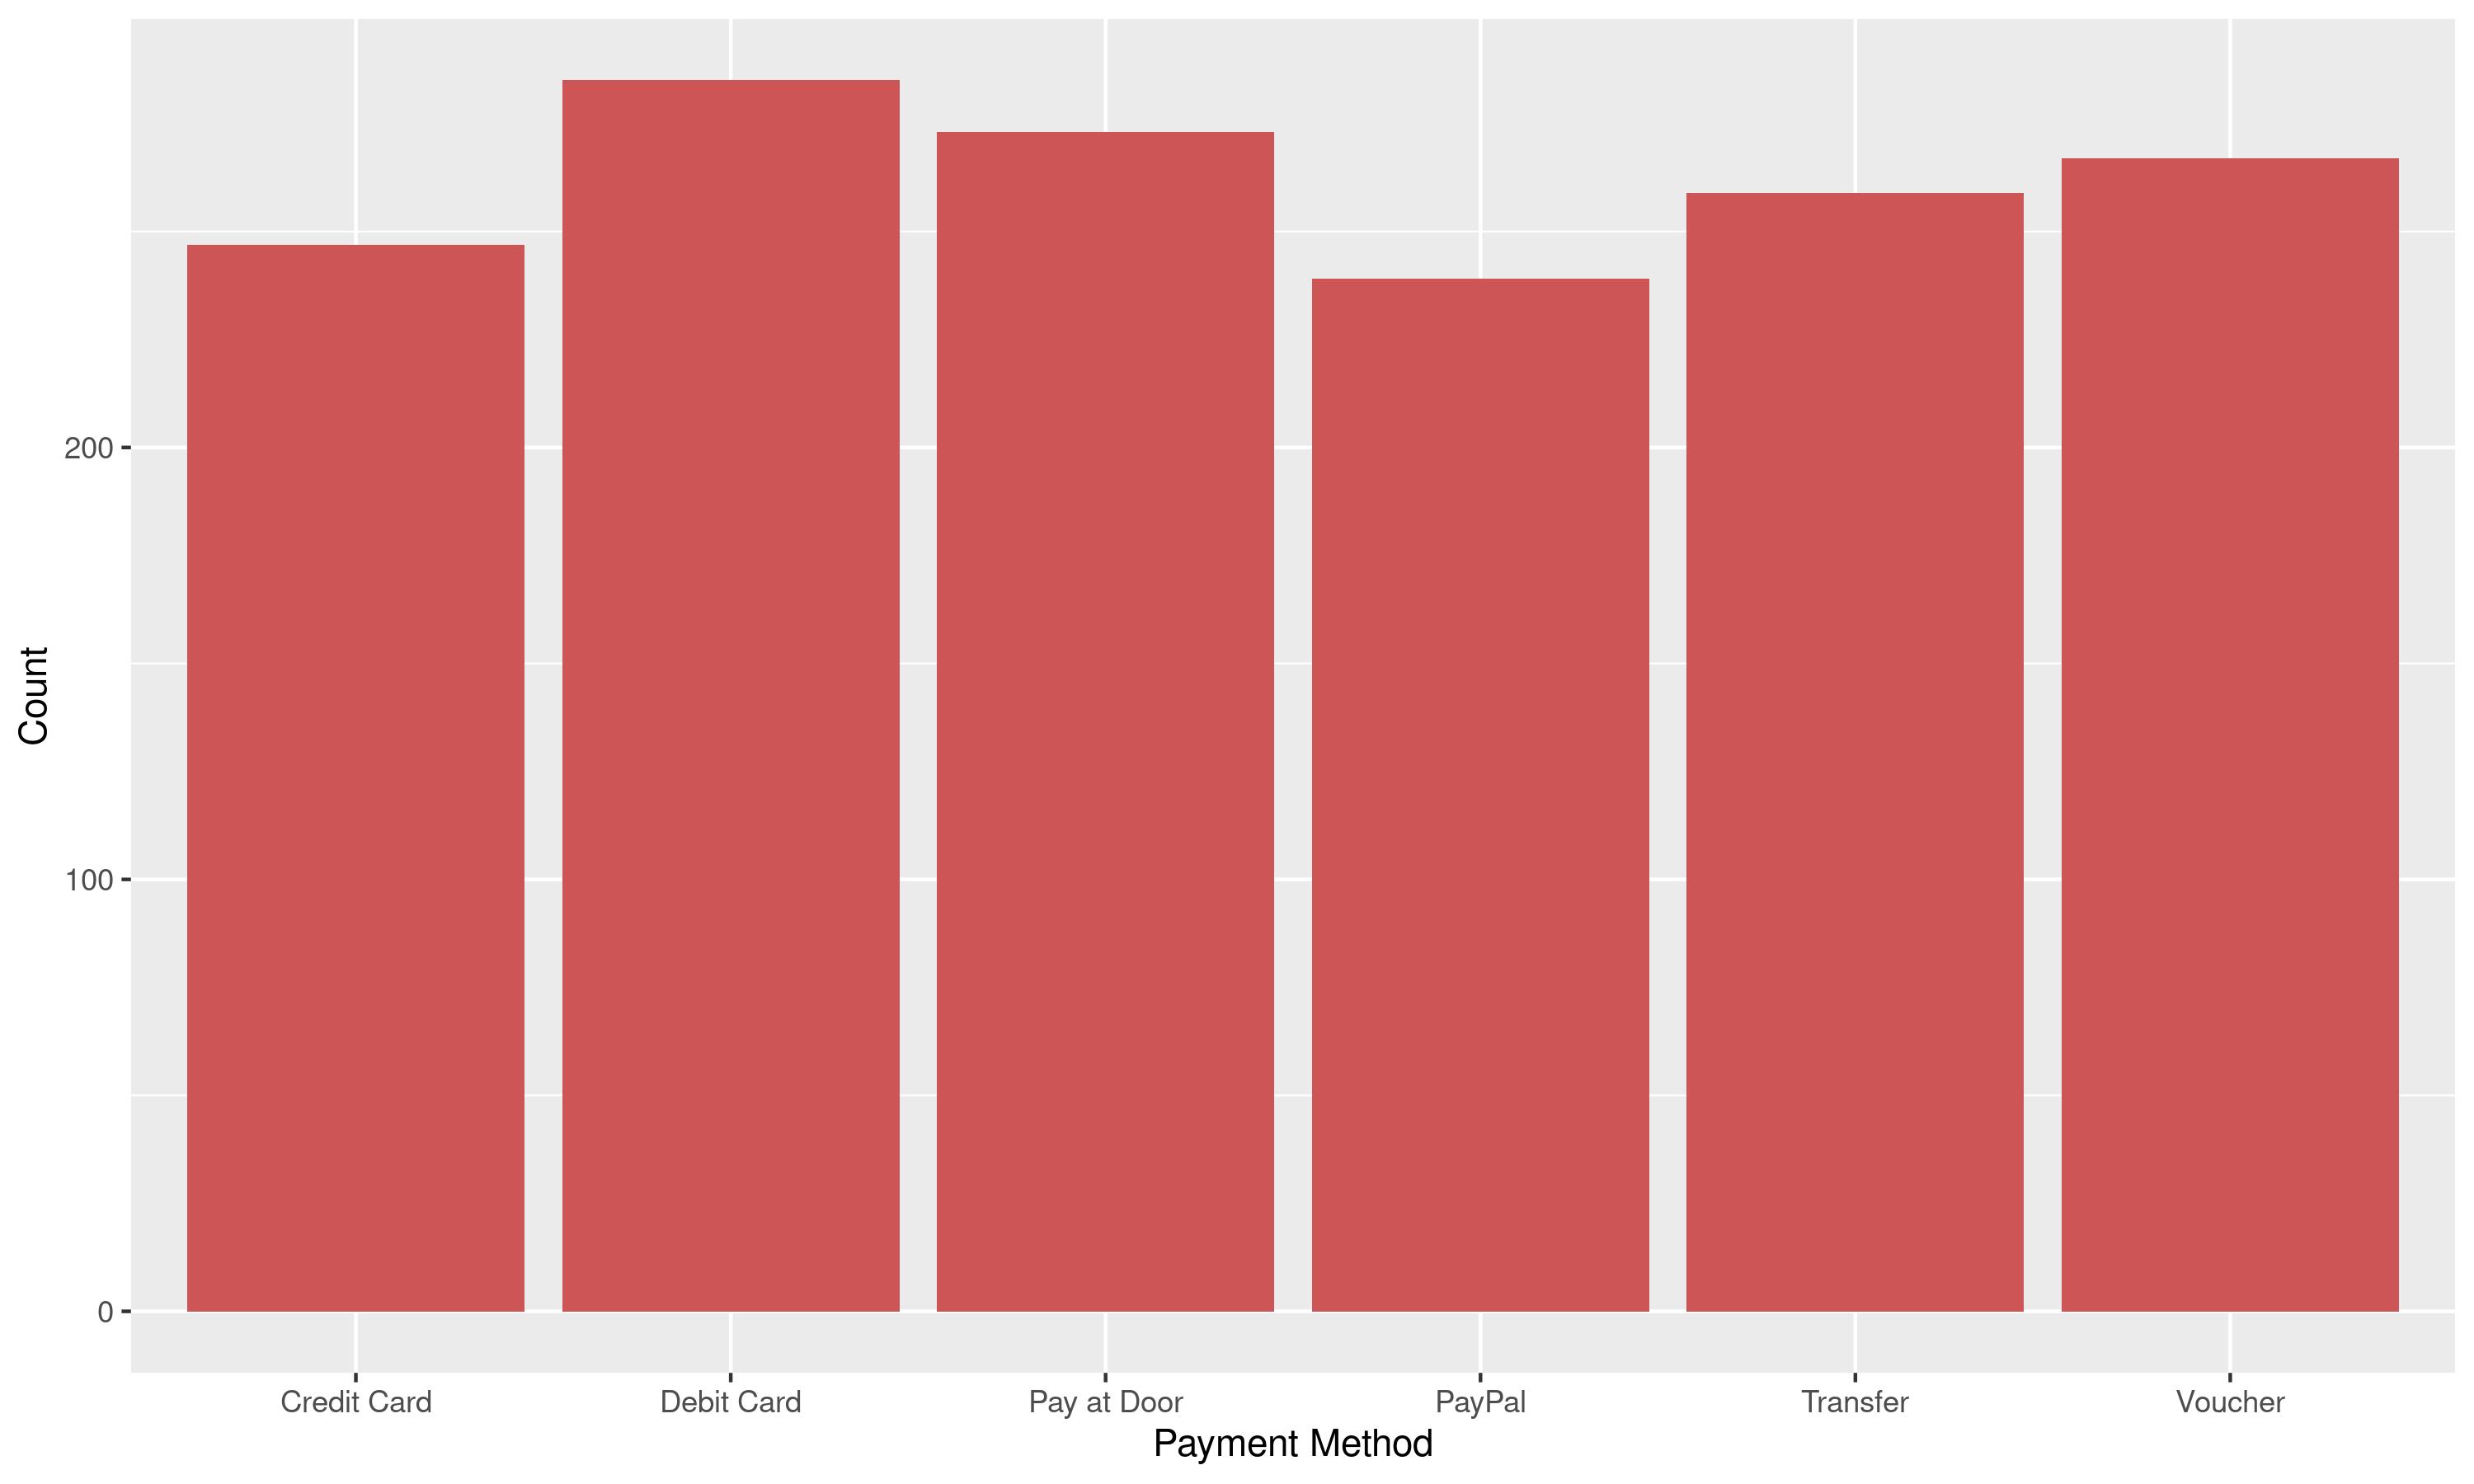 Count
200
100
0
Credit Card Debit Card Pay at Door PayPal Transfer Voucher
Payment Method